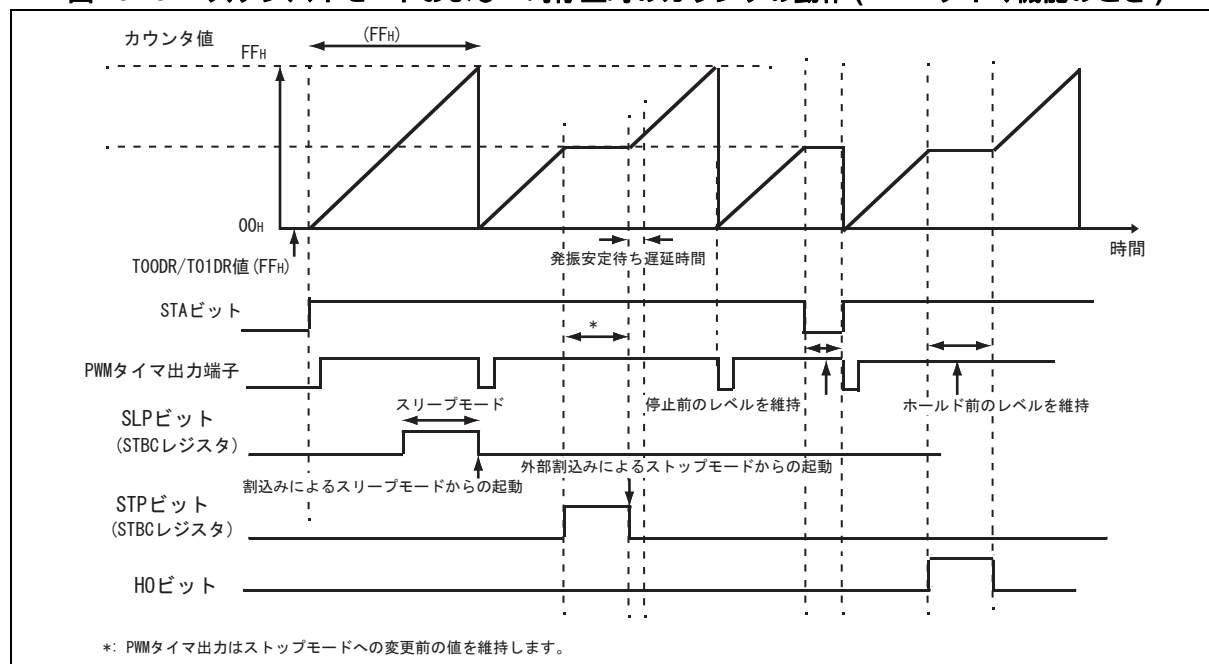 カウンタ値
FFH
(FFH)
00H
時間
T00DR/T01DR値(FFH)
発振安定待ち遅延時間
STAビット
*
PWMタイマ出力端子
停止前のレベルを維持
ホールド前のレベルを維持
スリープモード
SLPビット
(STBCレジスタ)
外部割込みによるストップモードからの起動
割込みによるスリープモードからの起動
STPビット
(STBCレジスタ)
HOビット
*: PWMタイマ出力はストップモードへの変更前の値を維持します。